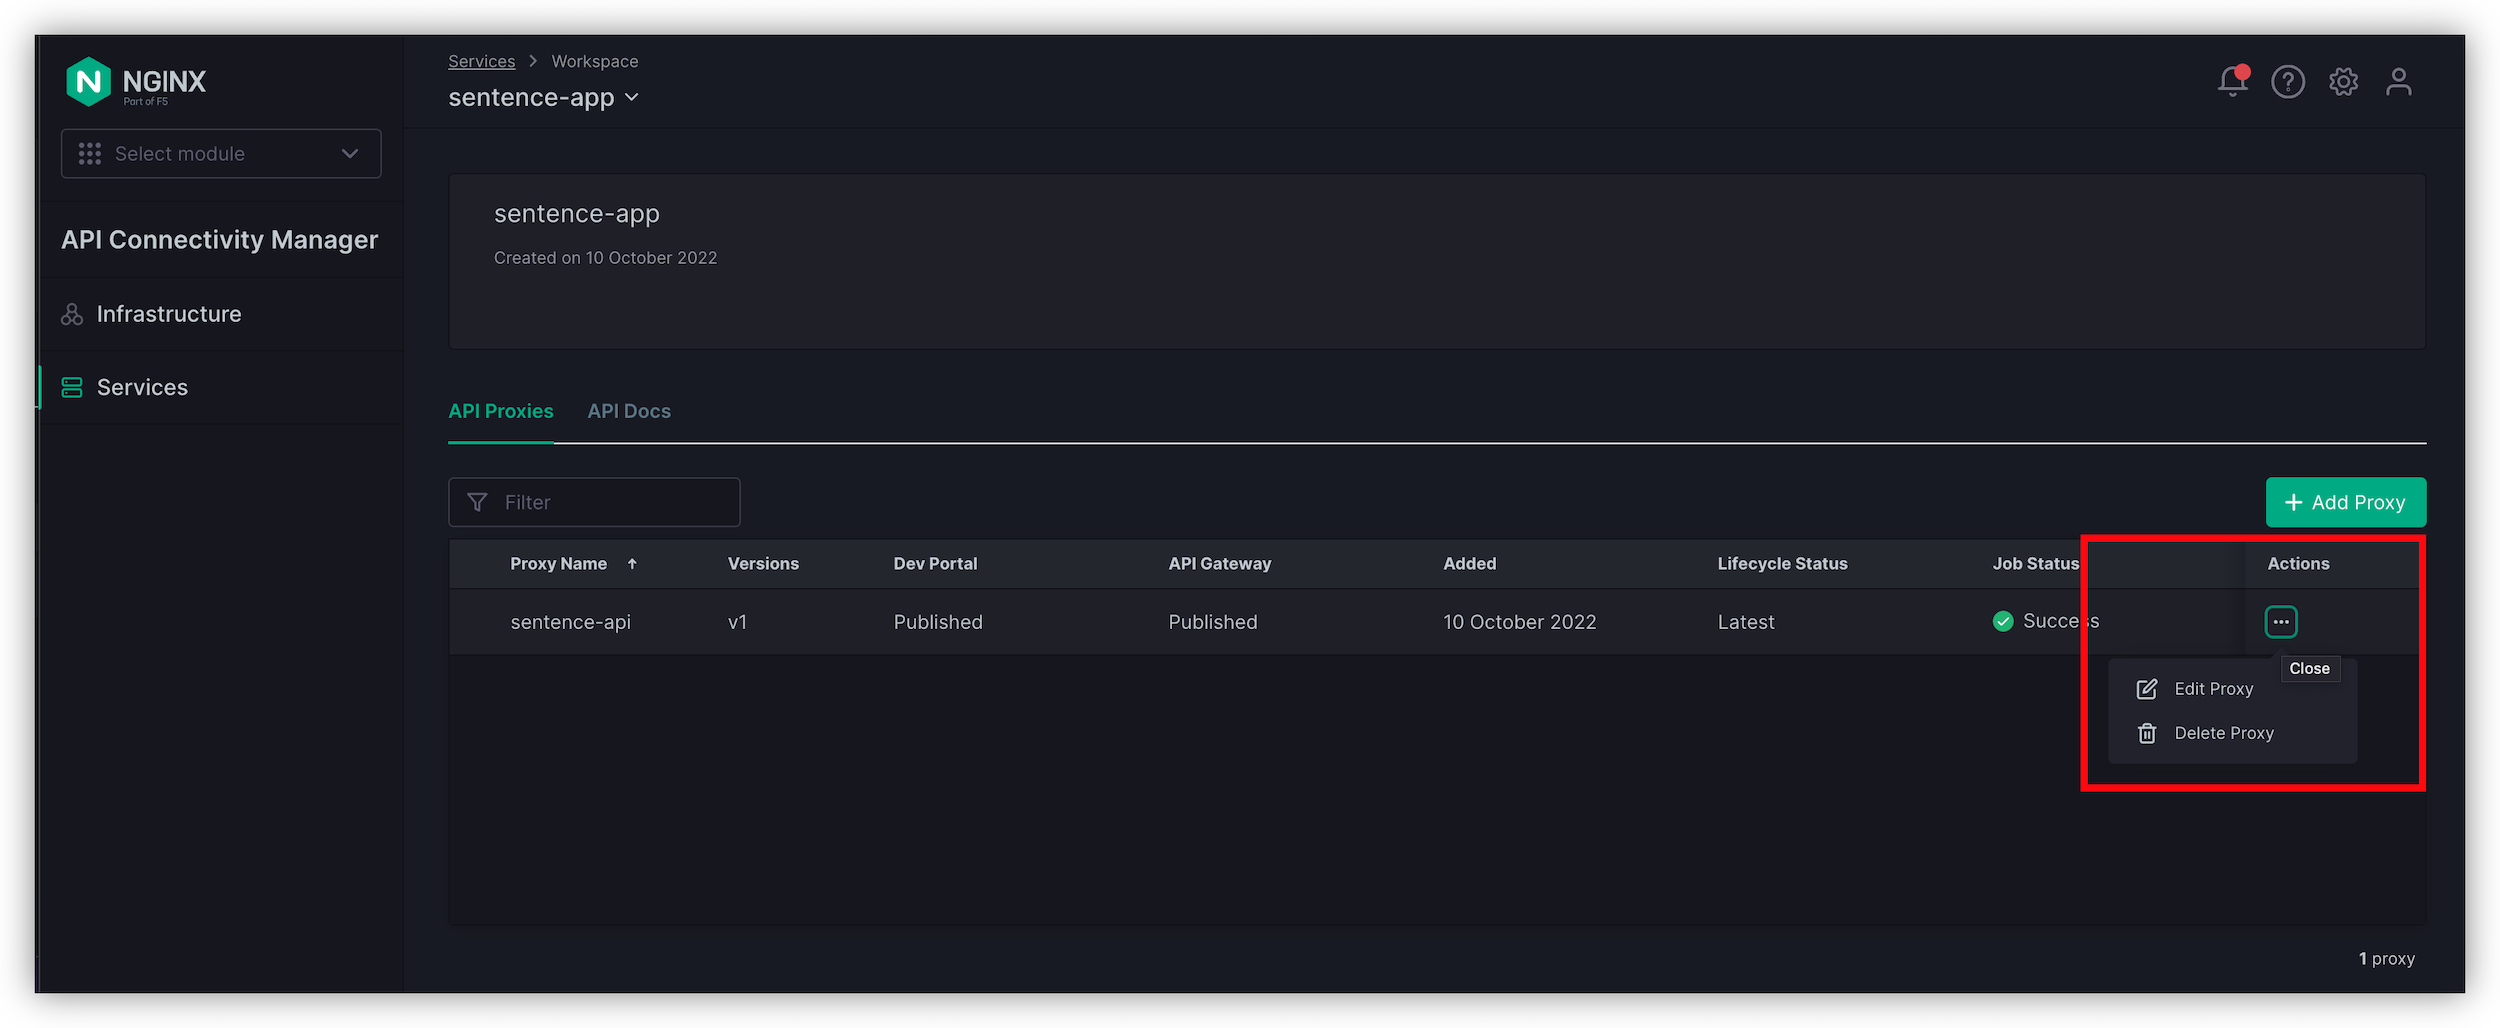 NGINX
Part of F5
Select module
API Connectivity Manager
Infrastructure
Services
Services > Workspace
sentence-app
sentence-app
Created on 10 October 2022
API Proxies API Docs
Filter
+ Add Proxy
Proxy Name ↑ Versions Dev Portal API Gateway Added Lifecycle Status Job Status Actions
sentence-api v1 Published Published 10 October 2022 Latest Success ...
Close
Edit Proxy
Delete Proxy
1 proxy